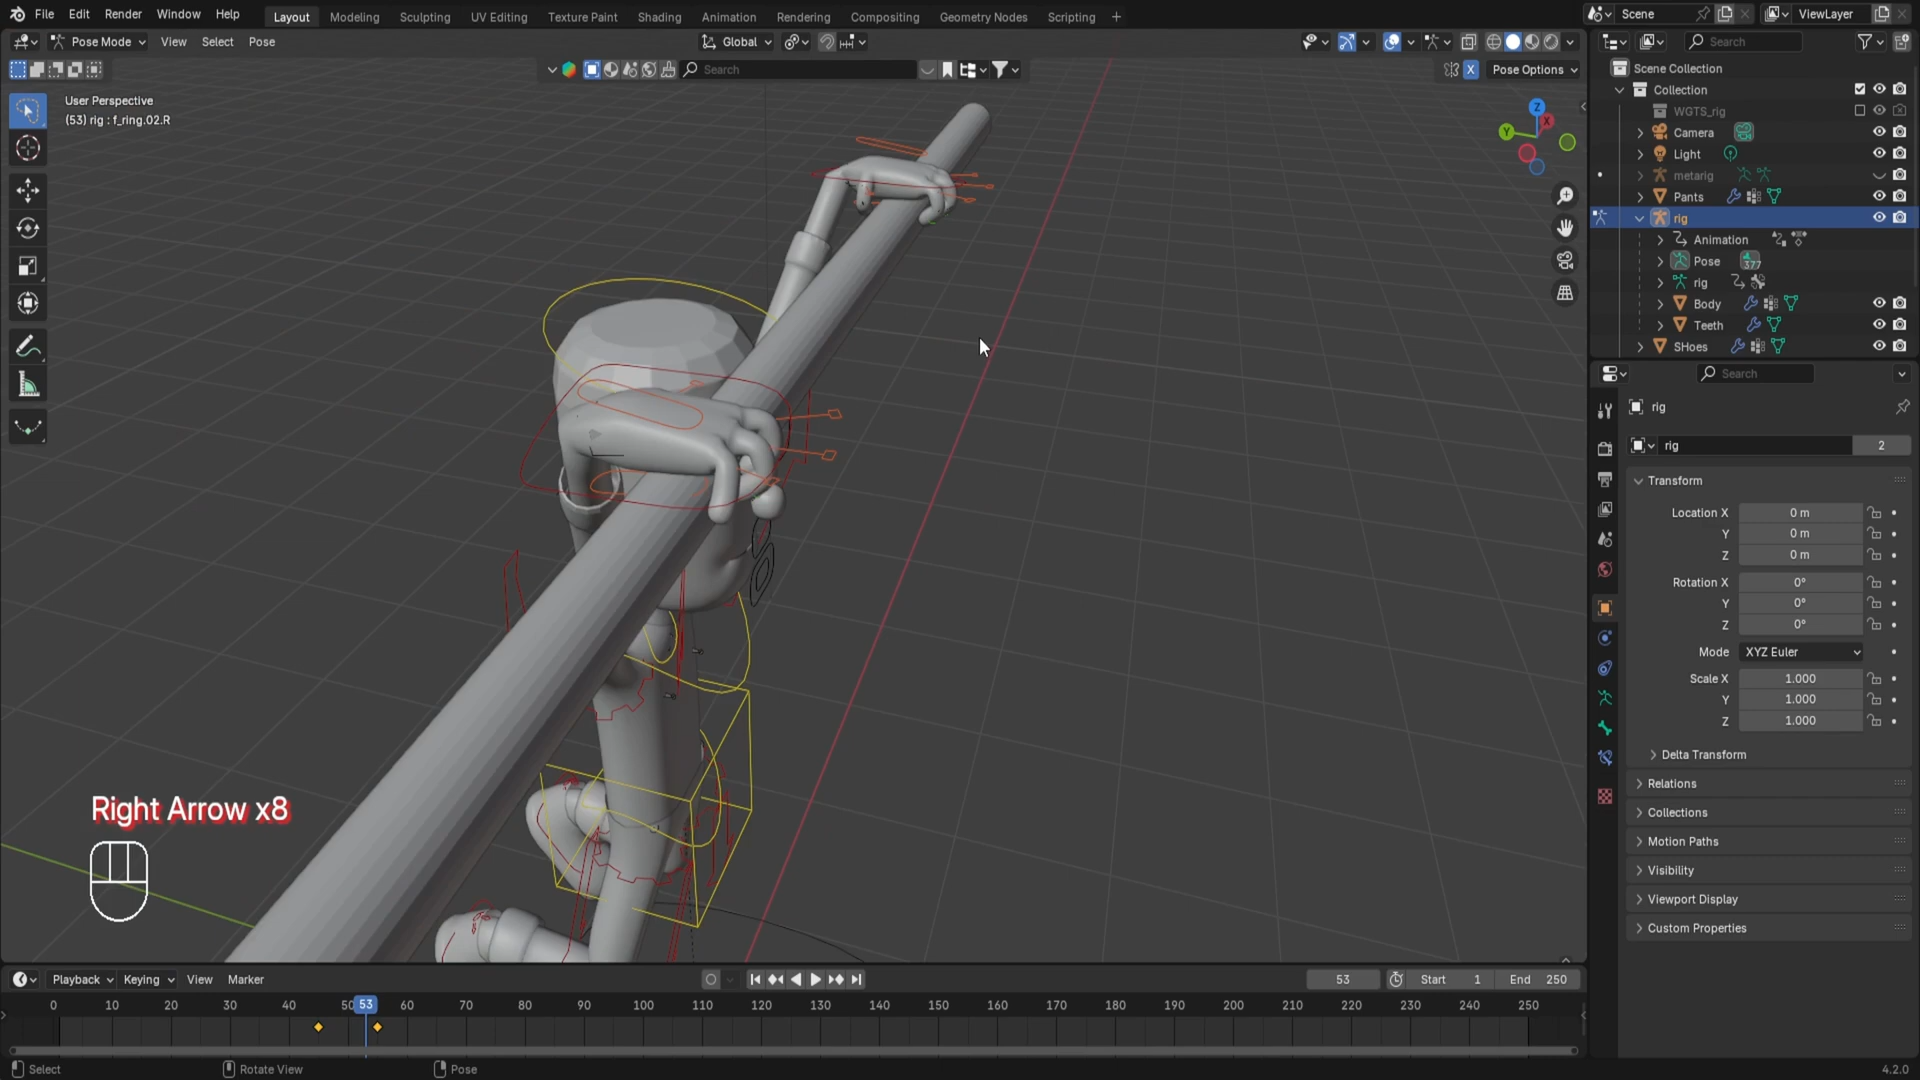 File Edit Render Window Help Layout Modeling Sculpting UV Editing Texture Paint Shading Animation Rendering Compositing Geometry Nodes Scripting + Scene ViewLayer
Pose Mode View Select Pose Global Search
Search Pose Options
User Perspective
(53) rig : f_ring.02.R
Z
X
Y
Scene Collection
Collection
WGTS_rig
Camera
Light
metarig
Pants
rig
Animation
Pose 377
rig
Body
Teeth
SHoes
Search
rig
rig 2
Transform
Location X 0 m
Y 0 m
Z 0 m
Rotation X 0°
Y 0°
Z 0°
Mode XYZ Euler
Scale X 1.000
Y 1.000
Z 1.000
Delta Transform
Relations
Collections
Motion Paths
Visibility
Viewport Display
Custom Properties
Right Arrow x8
Playback Keying View Marker 53 Start 1 End 250
0 10 20 30 40 50 53 60 70 80 90 100 110 120 130 140 150 160 170 180 190 200 210 220 230 240 250
Select Rotate View Pose 4.2.0